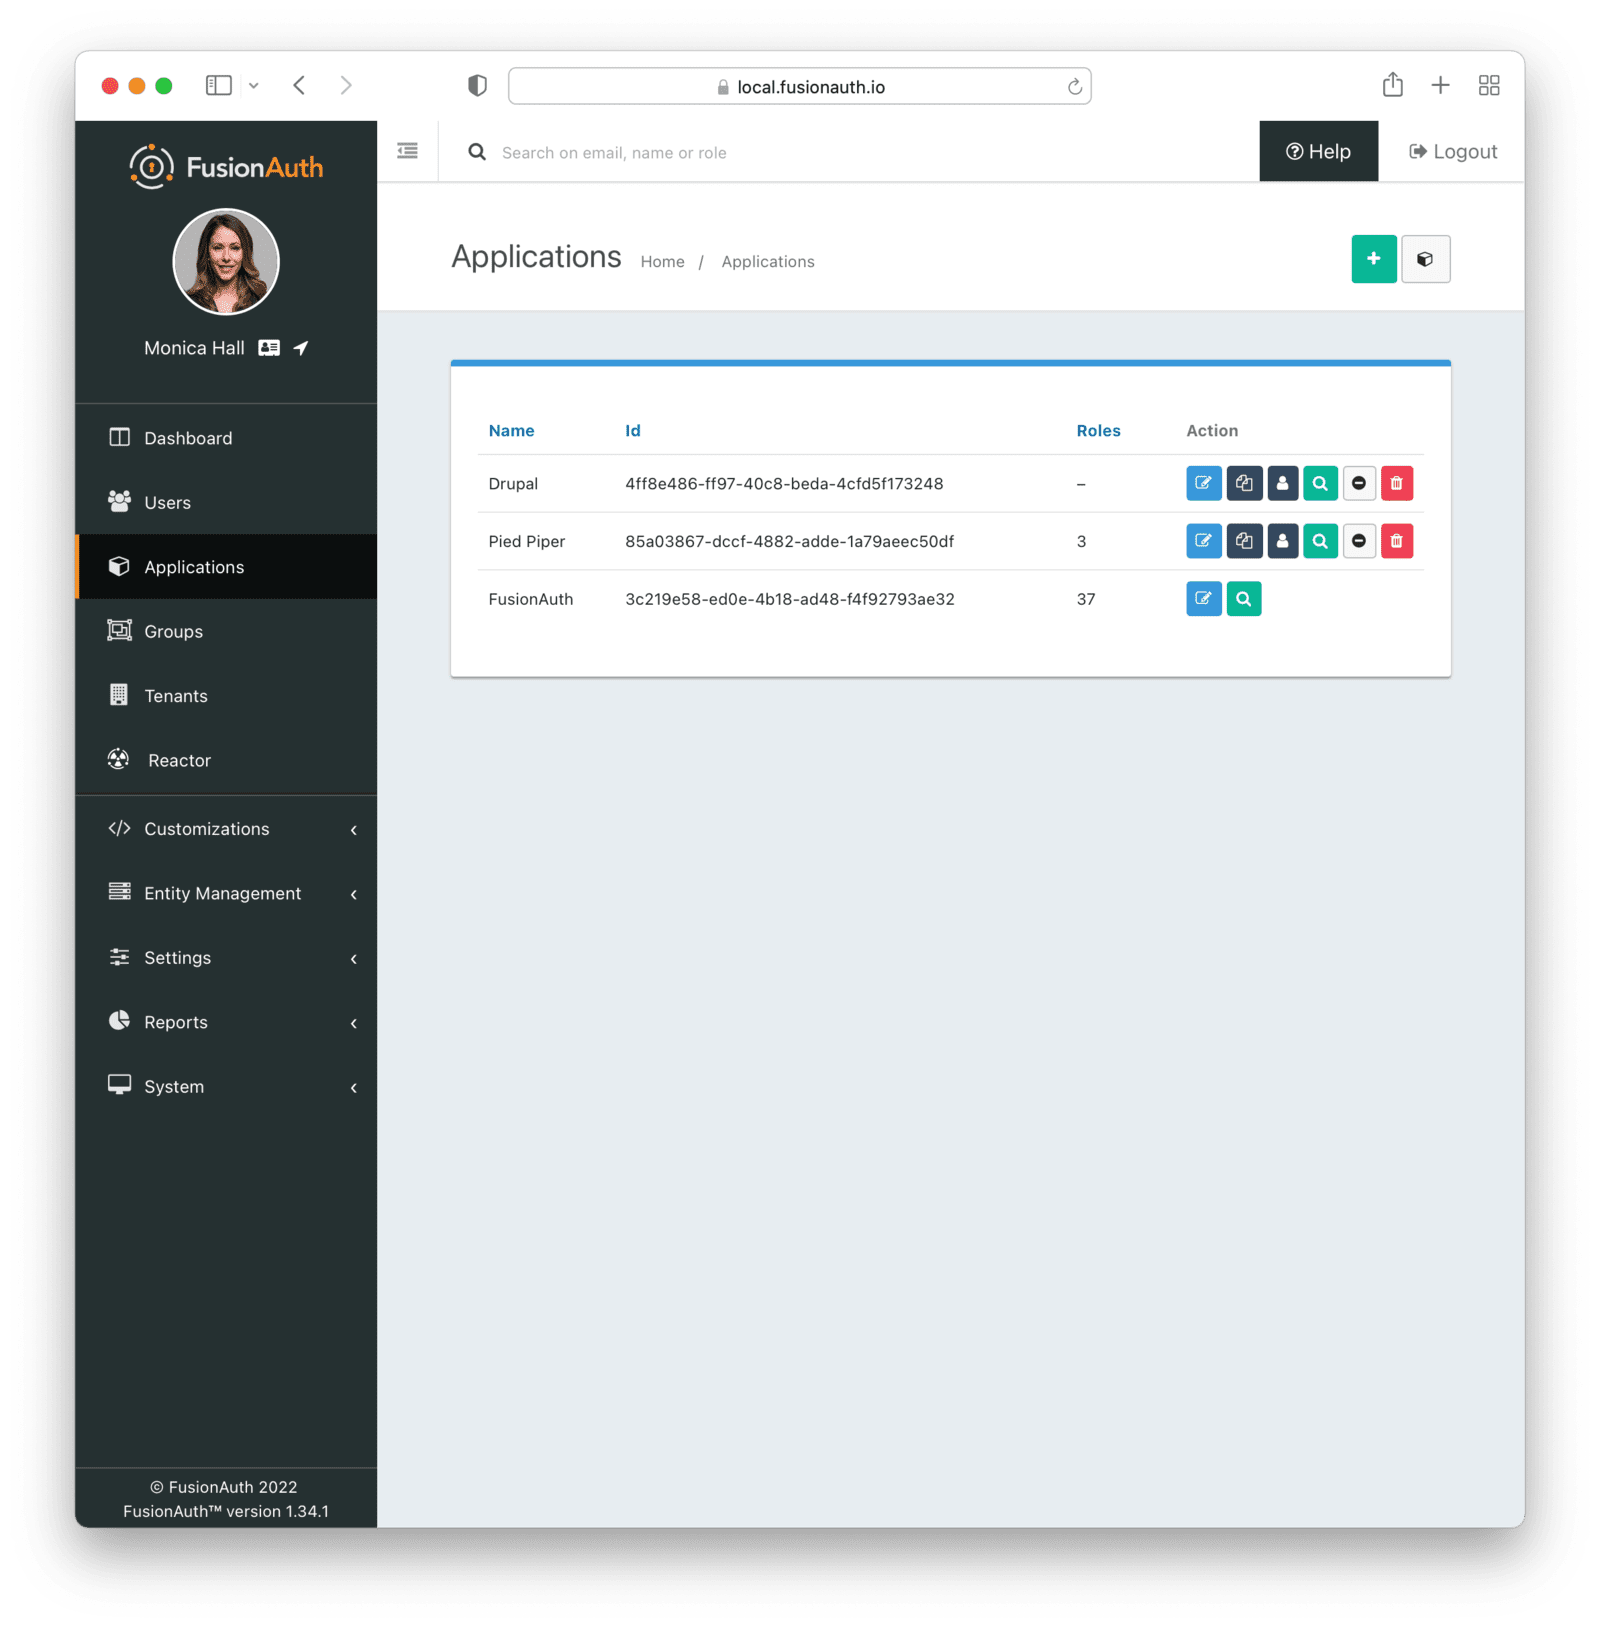 local.fusionauth.io
FusionAuth
Search on email, name or role
Help
Logout
Monica Hall
Dashboard
Users
Applications
Groups
Tenants
Reactor
Customizations
Entity Management
Settings
Reports
System
© FusionAuth 2022
FusionAuth™ version 1.34.1
Applications Home / Applications
Name Id Roles Action
Drupal 4ff8e486-ff97-40c8-beda-4cfd5f173248 –
Pied Piper 85a03867-dccf-4882-adde-1a79aeec50df 3
FusionAuth 3c219e58-ed0e-4b18-ad48-f4f92793ae32 37